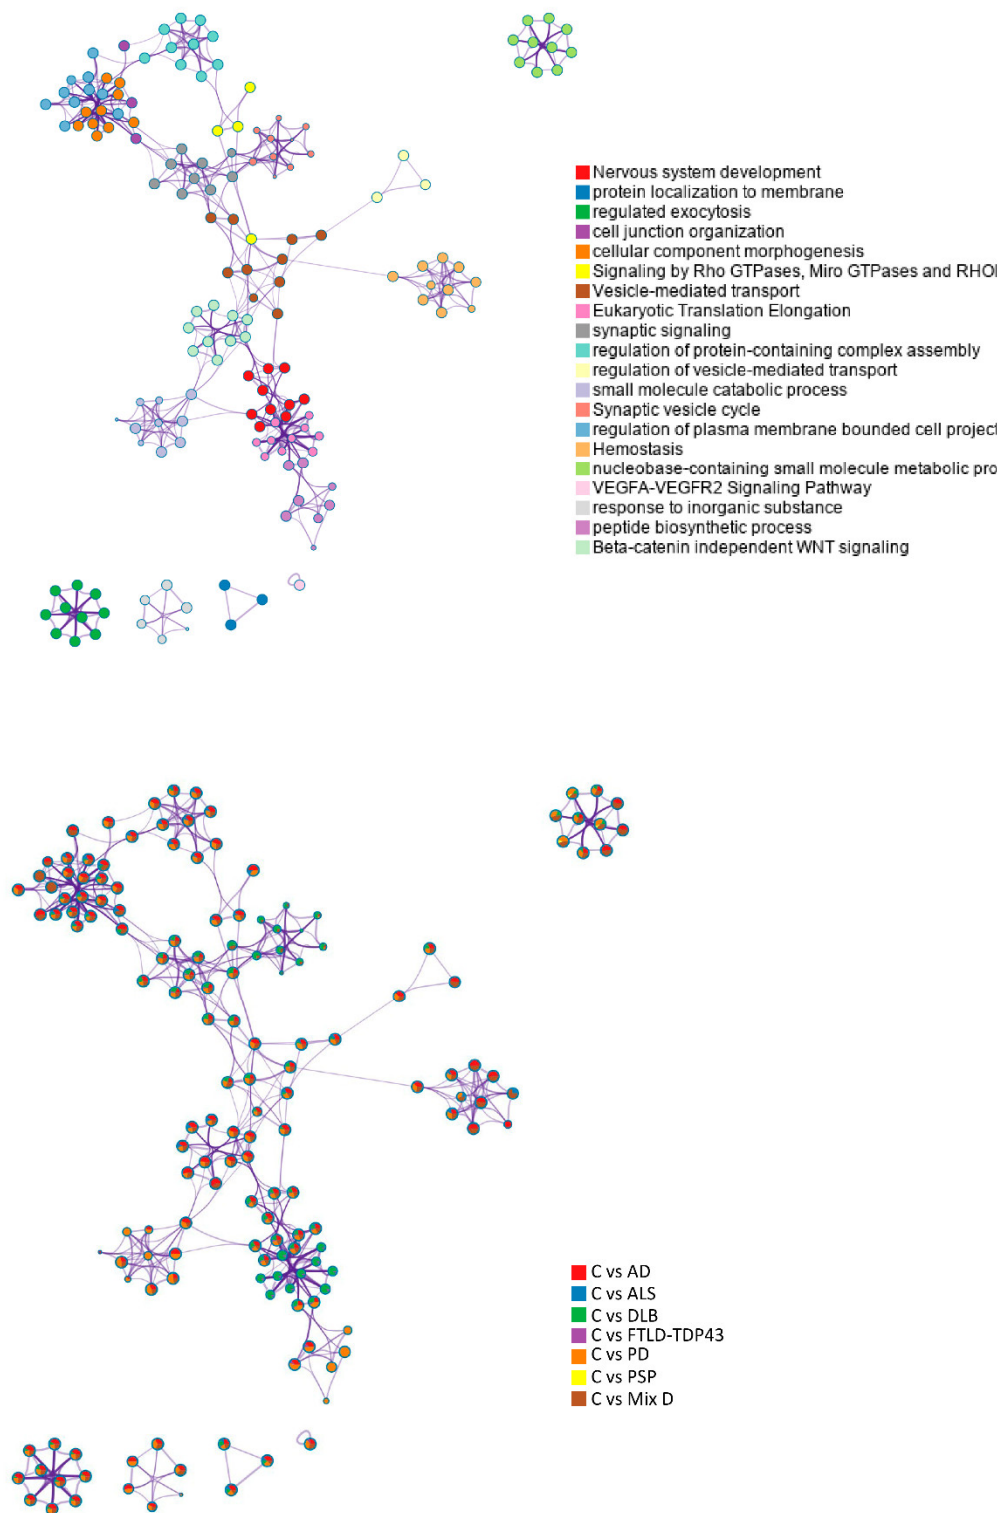 Nervous system development
protein localization to membrane
regulated exocytosis
cell junction organization
cellular component morphogenesis
Signaling by Rho GTPases, Miro GTPases and RHOI
Vesicle-mediated transport
Eukaryotic Translation Elongation
synaptic signaling
regulation of protein-containing complex assembly
regulation of vesicle-mediated transport
small molecule catabolic process
Synaptic vesicle cycle
regulation of plasma membrane bounded cell project
Hemostasis
nucleobase-containing small molecule metabolic pro
VEGFA-VEGFR2 Signaling Pathway
response to inorganic substance
peptide biosynthetic process
Beta-catenin independent WNT signaling
C vs AD
C vs ALS
C vs DLB
C vs FTLD-TDP43
C vs PD
C vs PSP
C vs Mix D